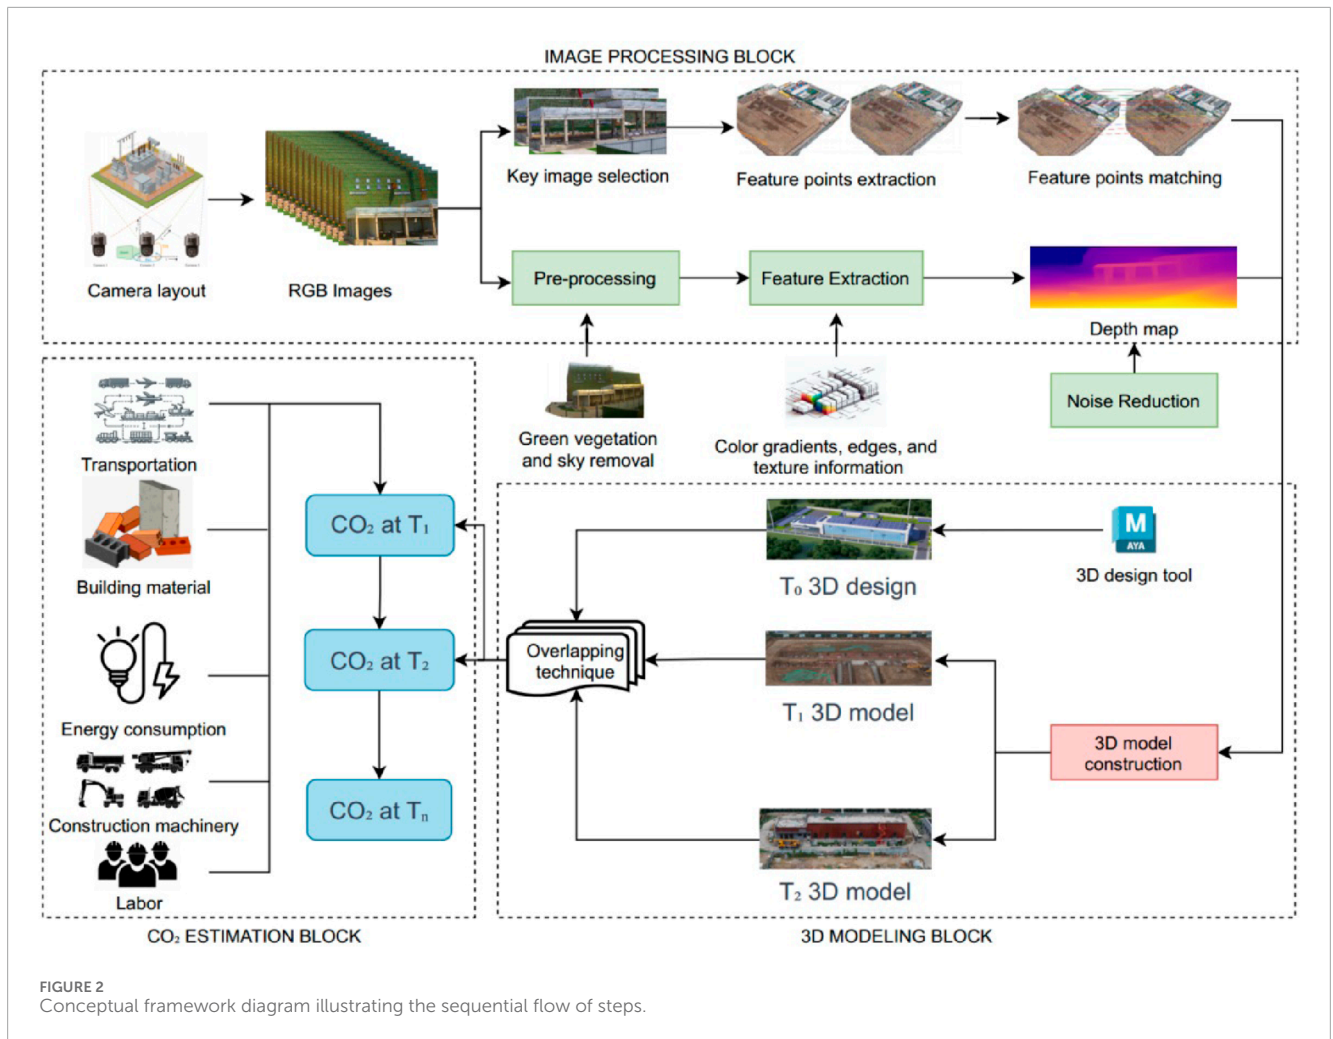 IMAGE PROCESSING BLOCK
Key image selection
Feature points extraction
Feature points matching
Camera layout
RGB Images
Pre-processing
Feature Extraction
Depth map
Green vegetation
and sky removal
Color gradients, edges, and
texture information
Noise Reduction
Transportation
Building material
Energy consumption
Construction machinery
Labor
CO₂ at T₁
CO₂ at T₂
CO₂ at Tₙ
CO₂ ESTIMATION BLOCK
Overlapping
technique
T₀ 3D design
T₁ 3D model
T₂ 3D model
M
AYA
3D design tool
3D model
construction
3D MODELING BLOCK
FIGURE 2
Conceptual framework diagram illustrating the sequential flow of steps.